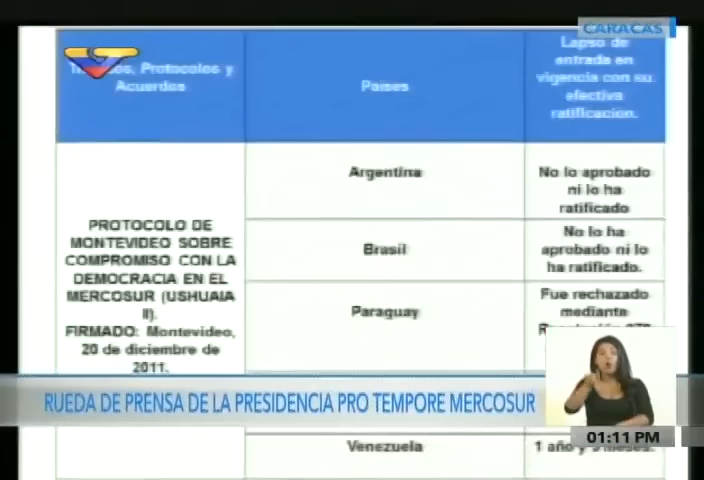 CARACAS
Protocolos y
Acuerdos
Países
Lapso de
entrada en
vigencia con su
efectiva
ratificación.
PROTOCOLO DE
MONTEVIDEO SOBRE
COMPROMISO CON LA
DEMOCRACIA EN EL
MERCOSUR (USHUAIA
II).
FIRMADO: Montevideo,
20 de diciembre de
2011.
Argentina
No lo aprobado
ni lo ha
ratificado
Brasil
No lo ha
aprobado ni lo
ha ratificado.
Paraguay
Fue rechazado
mediante
Venezuela
1 año y
RUEDA DE PRENSA DE LA PRESIDENCIA PRO TEMPORE MERCOSUR
01:11 PM